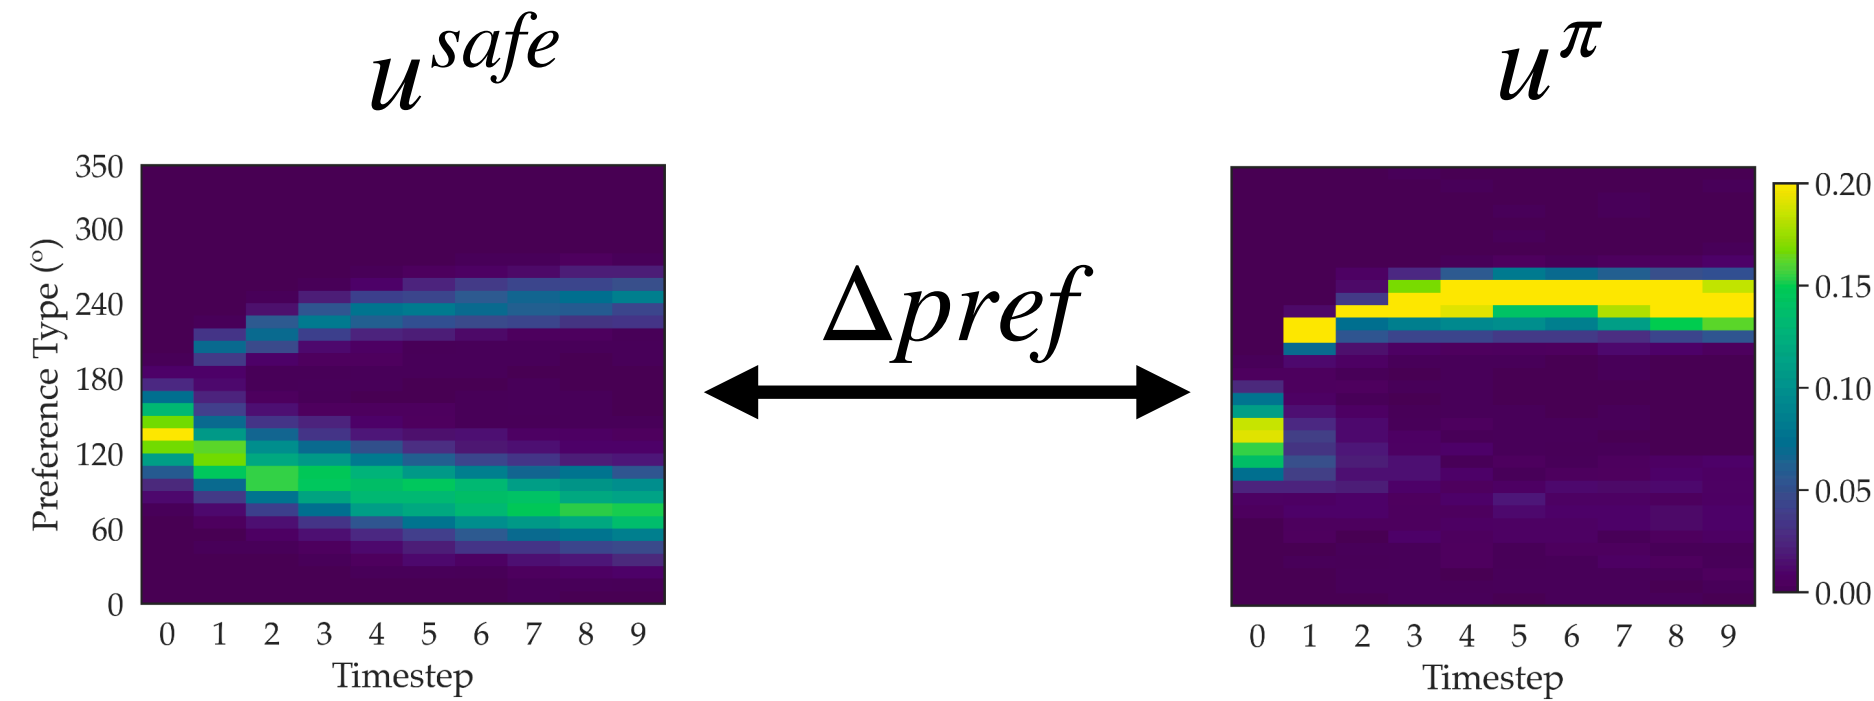 u^safe
u^π
350
300
240
180
120
60
0
Preference Type (°)
0 1 2 3 4 5 6 7 8 9
Timestep
Δpref
0 1 2 3 4 5 6 7 8 9
Timestep
0.20
0.15
0.10
0.05
0.00